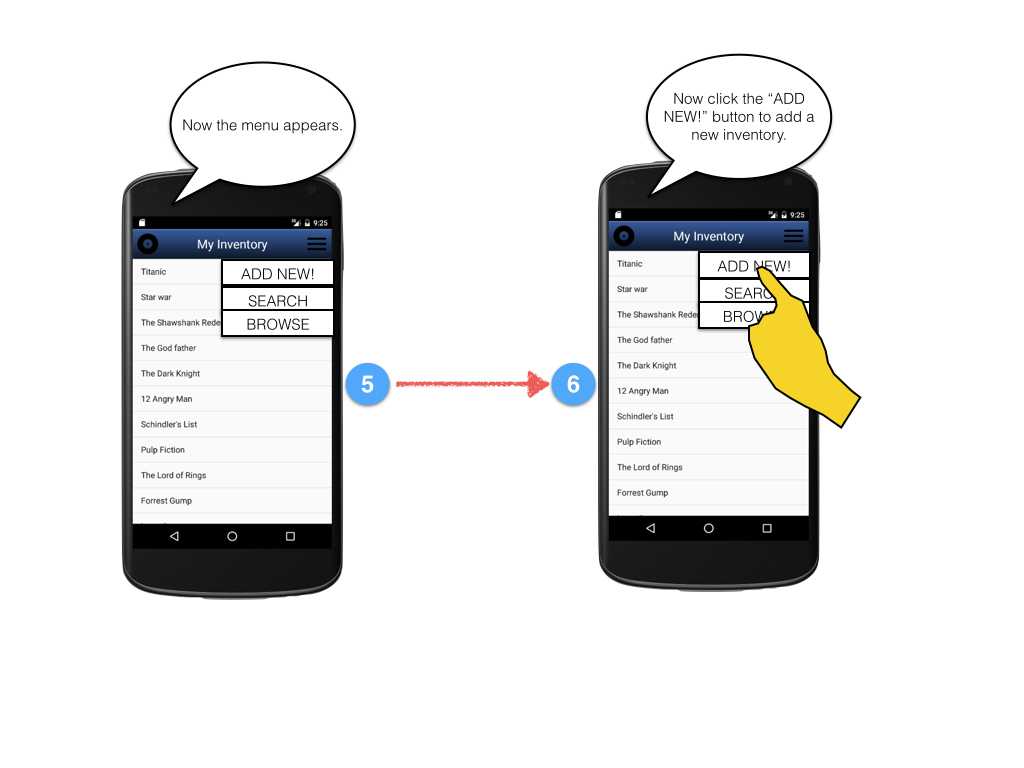 Now the menu appears.
9:25
My Inventory
Titanic
ADD NEW!
Star war
SEARCH
The Shawshank Rede
BROWSE
The God father
The Dark Knight
12 Angry Man
Schindler's List
Pulp Fiction
The Lord of Rings
Forrest Gump
5
6
Now click the “ADD
NEW!” button to add a
new inventory.
9:25
My Inventory
Titanic
ADD NEW!
Star war
SEARC
The Shawshank Rede
BROW
The God father
The Dark Knight
12 Angry Man
Schindler's List
Pulp Fiction
The Lord of Rings
Forrest Gump